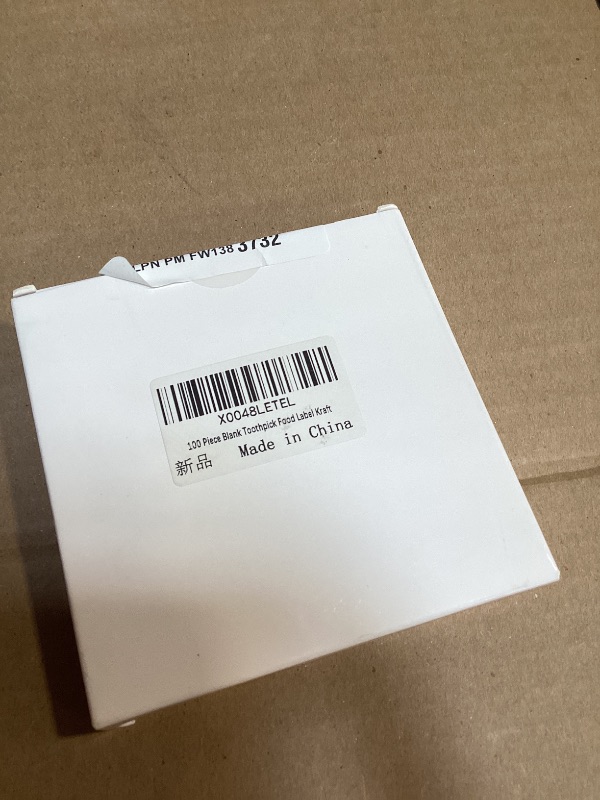 LPN PM FW138 3732
X0048LETEL
100 Piece Blank Toothpick Food Label Kraft
新品 Made in China